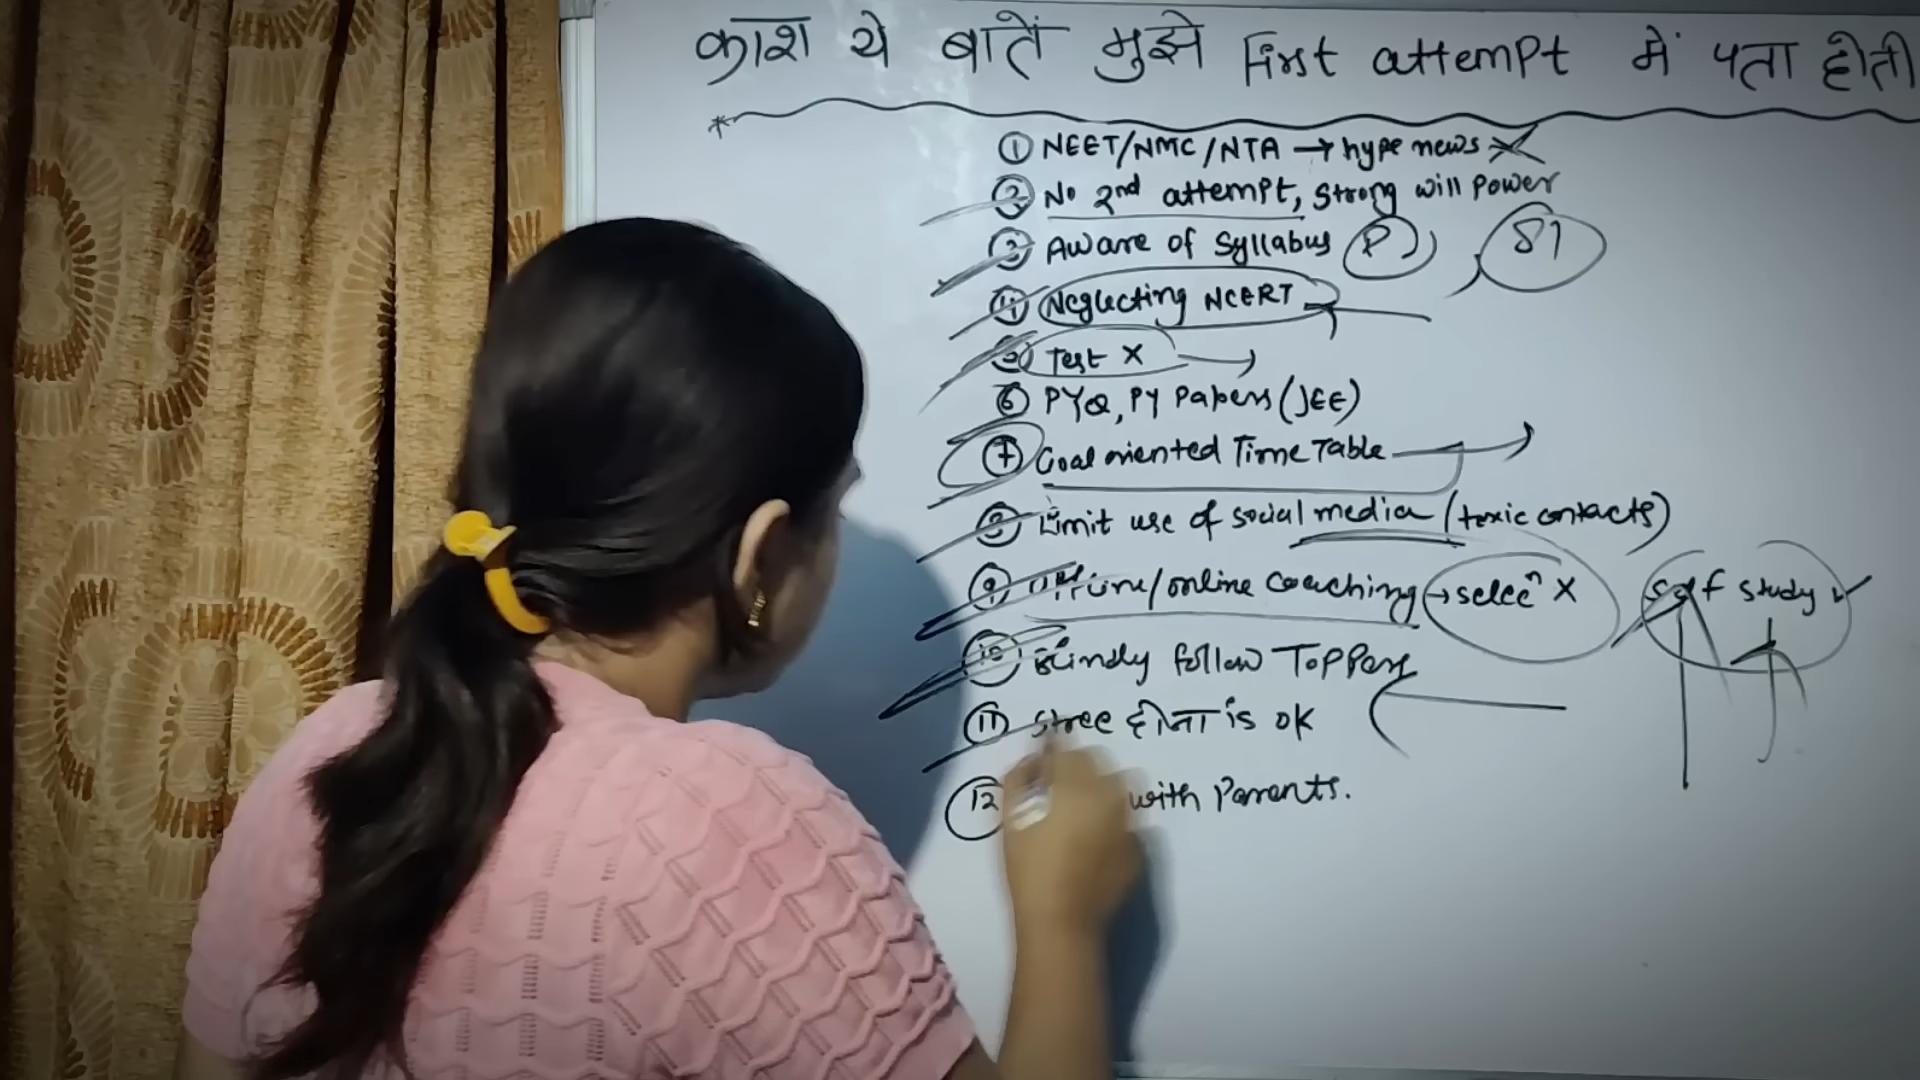 काश ये बातें मुझे First attempt में पता होती
① NEET/NMC/NTA → hype news X
② No 2nd attempt, Strong will power
③ Aware of Syllabus P
④ Neglecting NCERT
⑤ Test X →
⑥ PYQ, PY Papers (JEE)
⑦ Goal oriented Time Table →
⑧ Limit use of social media (toxic contacts)
⑨ offline/online coaching → selecⁿ X Self study ✓
⑩ Blindly follow Toppers
⑪ होना is ok
⑫ with Parents.